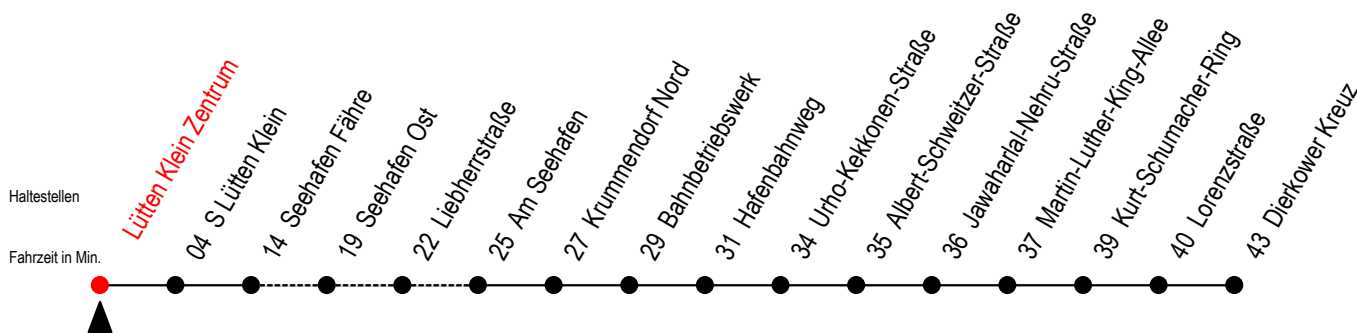 Haltestellen
Fahrzeit in Min.
Lütten Klein Zentrum
04 S Lütten Klein
14 Seehafen Fähre
19 Seehafen Ost
22 Liebherrstraße
25 Am Seehafen
27 Krummendorf Nord
29 Bahnbetriebswerk
31 Hafenbahnweg
34 Urho-Kekkonen-Straße
35 Albert-Schweitzer-Straße
36 Jawaharlal-Nehru-Straße
37 Martin-Luther-King-Allee
39 Kurt-Schumacher-Ring
40 Lorenzstraße
43 Dierkower Kreuz